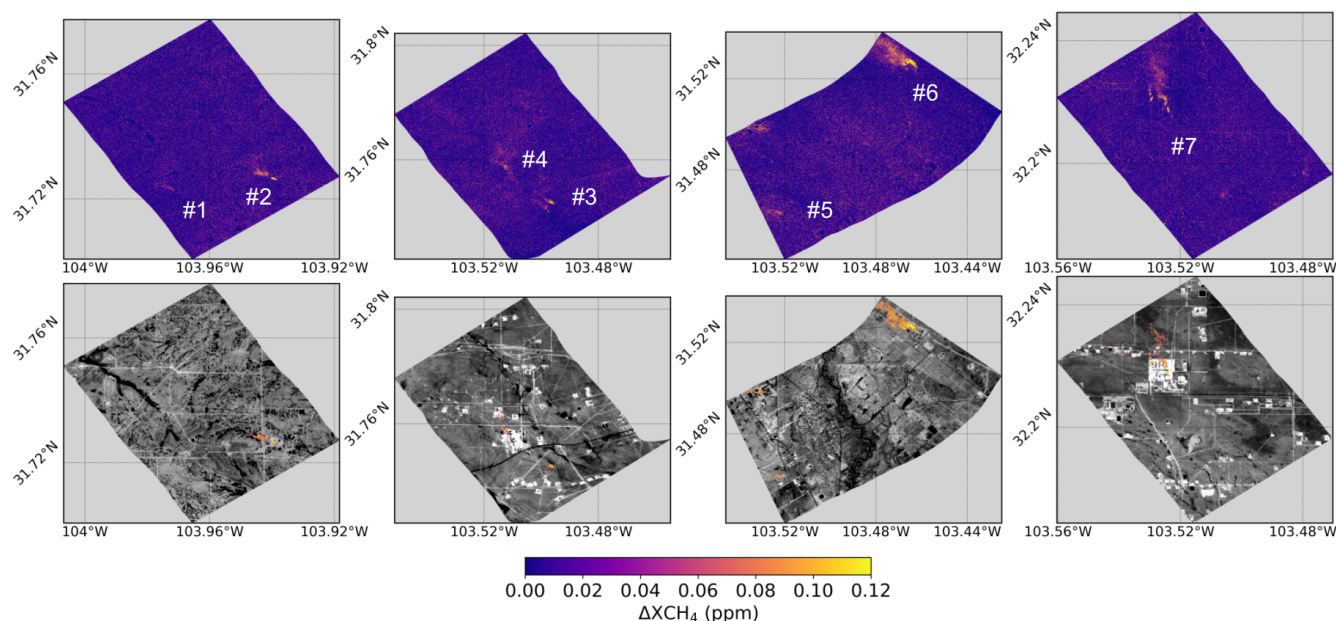 31.76°N
31.72°N
#1
#2
104°W
103.96°W
103.92°W
31.8°N
31.76°N
#4
#3
103.52°W
103.48°W
31.52°N
31.48°N
#6
#5
103.52°W
103.48°W
103.44°W
32.24°N
32.2°N
#7
103.56°W
103.52°W
103.48°W
31.76°N
31.72°N
104°W
103.96°W
103.92°W
31.8°N
31.76°N
103.52°W
103.48°W
31.52°N
31.48°N
103.52°W
103.48°W
103.44°W
32.24°N
32.2°N
103.56°W
103.52°W
103.48°W
0.00 0.02 0.04 0.06 0.08 0.10 0.12
ΔXCH₄ (ppm)